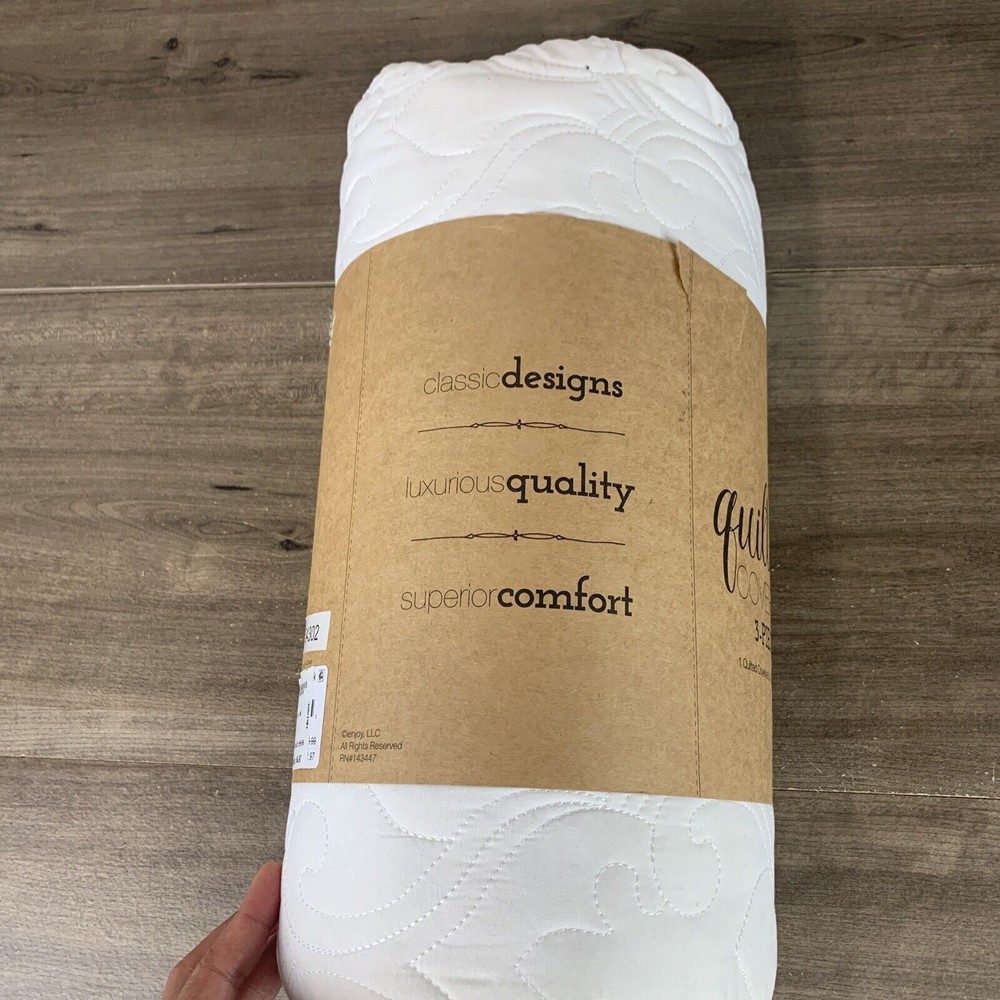 classicdesigns
luxuriousquality
superiorcomfort
©enjoy, LLC
All Rights Reserved
RN#143447